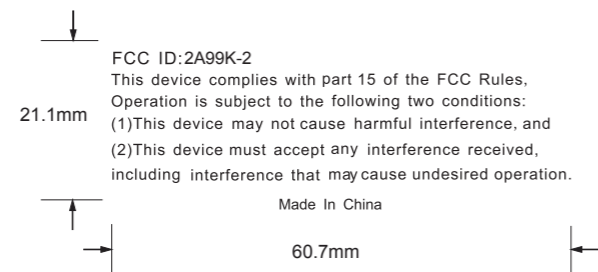 FCC ID:2A99K-2
This device complies with part 15 of the FCC Rules,
Operation is subject to the following two conditions:
21.1mm
(1)This device may not cause harmful interference, and
(2)This device must accept any interference received,
including interference that may cause undesired operation.
Made In China
60.7mm